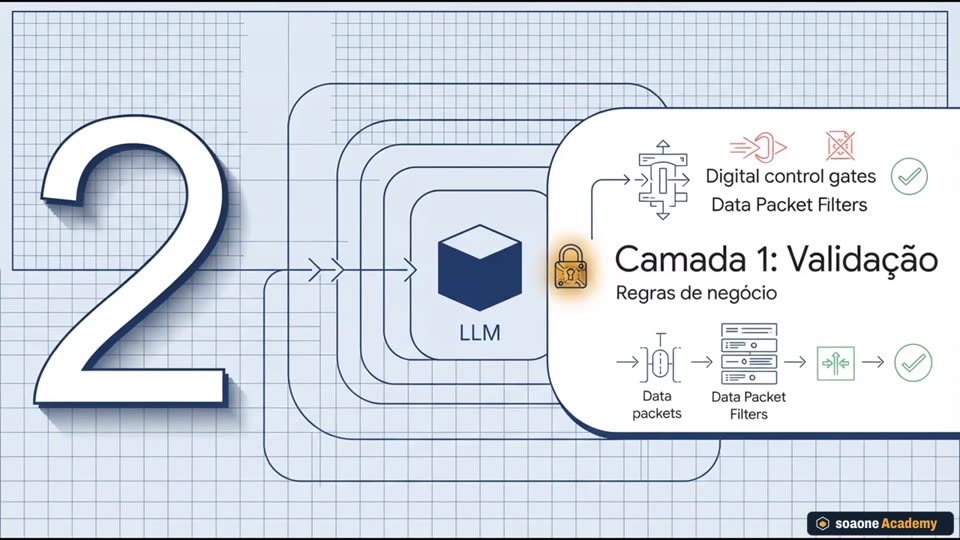 2
LLM
Digital control gates
Data Packet Filters
Camada 1: Validação
Regras de negócio
Data
packets
Data Packet
Filters
soaone Academy